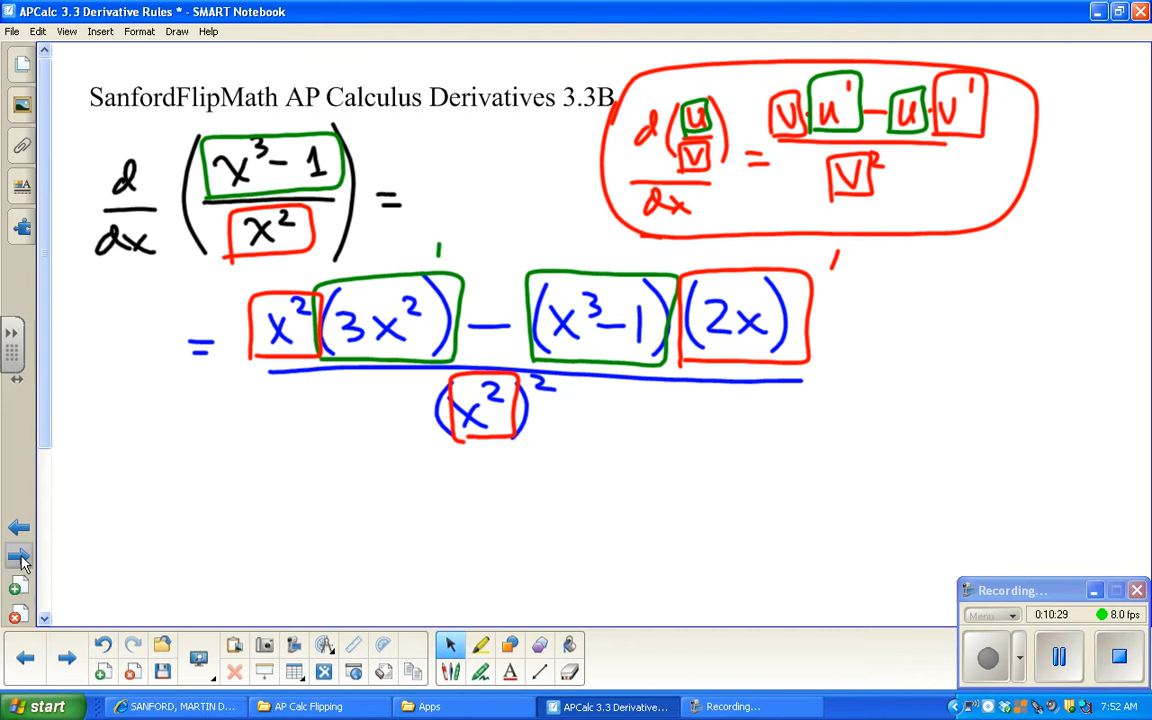 APCalc 3.3 Derivative Rules * - SMART Notebook
File Edit View Insert Format Draw Help
SanfordFlipMath AP Calculus Derivatives 3.3B
d/dx (u/v) = (v · u' − u · v')/v²
d/dx ((x³ − 1)/x²) =
= (x²(3x²)' − (x³−1)(2x)')/(x²)²
Recording...
Menu 0:10:29 8.0 fps
start SANFORD, MARTIN D... AP Calc Flipping Apps APCalc 3.3 Derivative... Recording... 7:52 AM